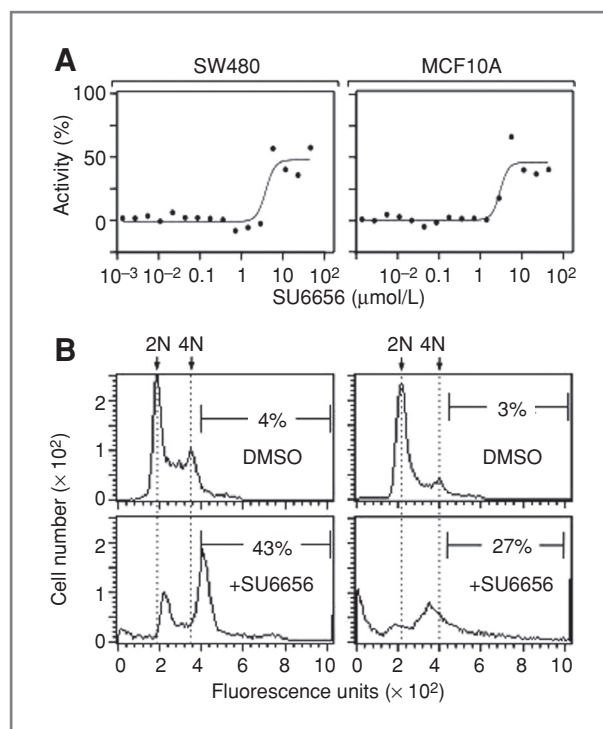 A
SW480 MCF10A
100
50
0
Activity (%)
10⁻³ 10⁻² 0.1 1 10 10² 10⁻² 0.1 1 10 10²
SU6656 (μmol/L)
B
2N 4N 2N 4N
2
1
0
4%
DMSO
3%
DMSO
Cell number (× 10²)
2
1
0
43%
+SU6656
27%
+SU6656
0 2 4 6 8 10 0 2 4 6 8 10
Fluorescence units (× 10²)